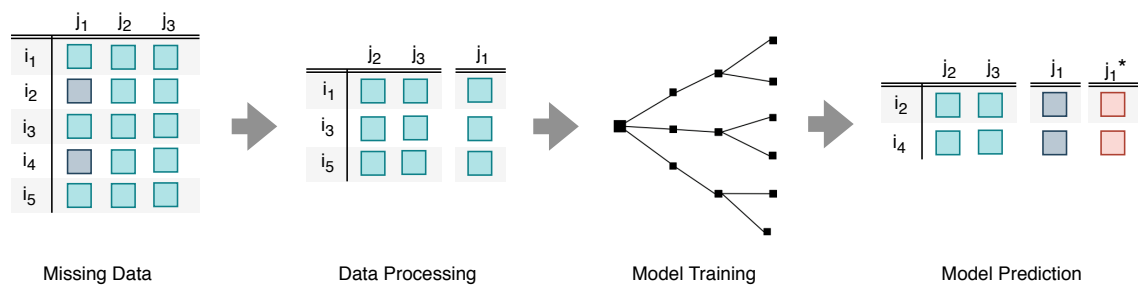 j1 j2 j3
i1
i2
i3
i4
i5
Missing Data
j2 j3 j1
i1
i3
i5
Data Processing
Model Training
j2 j3 j1 j1*
i2
i4
Model Prediction